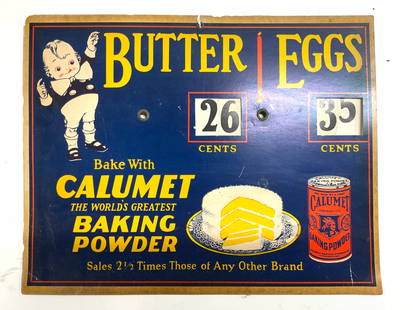 BUTTER EGGS
26 35
CENTS CENTS
Bake With
CALUMET
THE WORLD'S GREATEST
BAKING
POWDER
Sales 2½ Times Those of Any Other Brand
CALUMET
BAKING POWDER